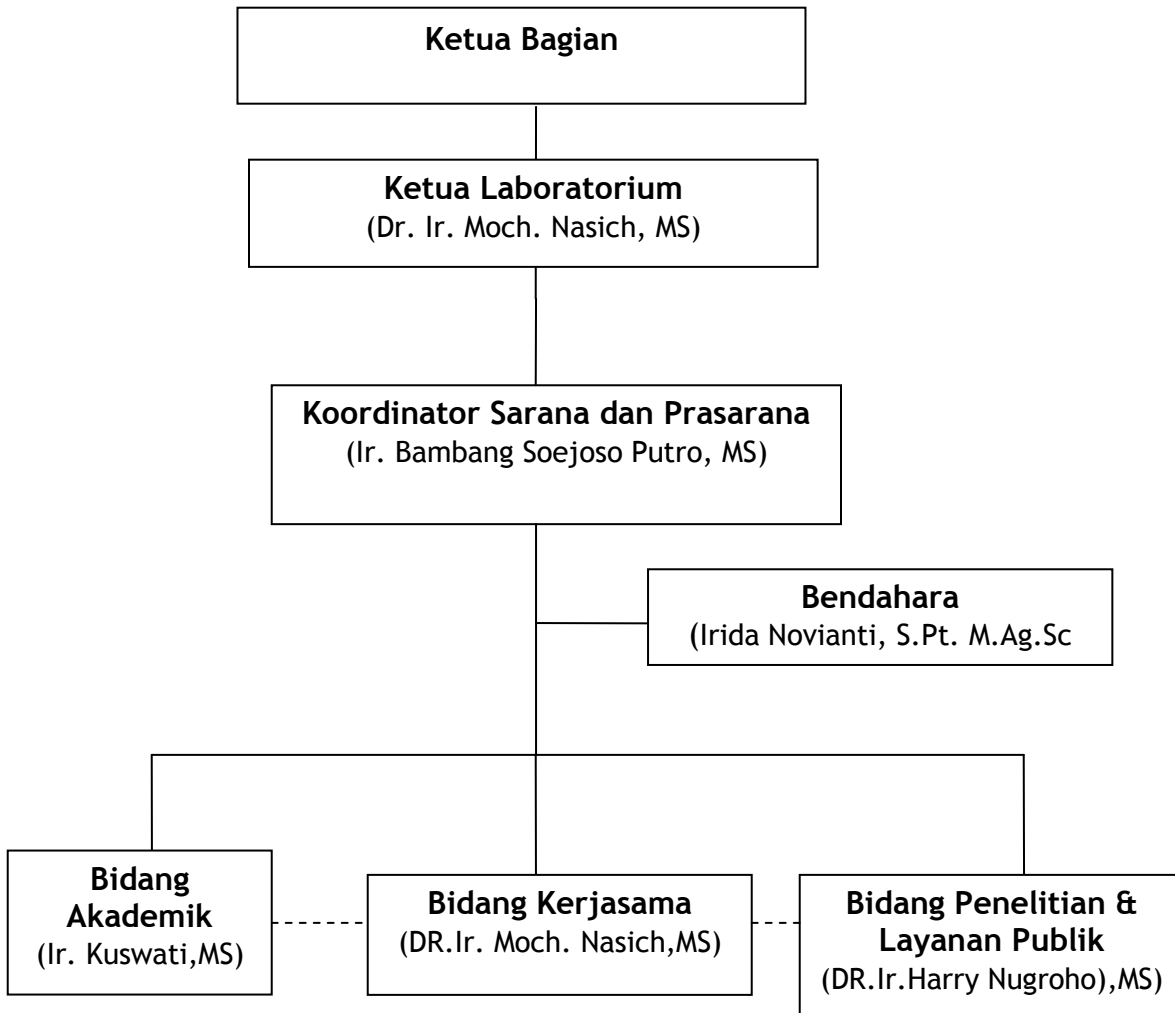 Ketua Bagian
Ketua Laboratorium
(Dr. Ir. Moch. Nasich, MS)
Koordinator Sarana dan Prasarana
(Ir. Bambang Soejoso Putro, MS)
Bendahara
(Irida Novianti, S.Pt. M.Ag.Sc
Bidang
Akademik
(Ir. Kuswati,MS)
Bidang Kerjasama
(DR.Ir. Moch. Nasich,MS)
Bidang Penelitian &
Layanan Publik
(DR.Ir.Harry Nugroho),MS)